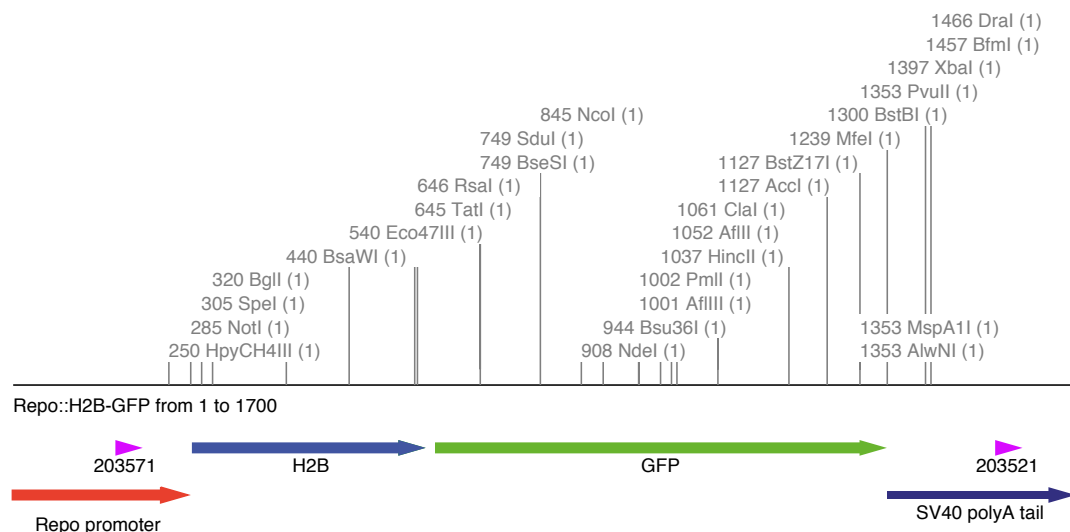 1466 DraI (1)
1457 BfmI (1)
1397 XbaI (1)
1353 PvuII (1)
845 NcoI (1)
1300 BstBI (1)
749 SduI (1)
1239 MfeI (1)
749 BseSI (1)
1127 BstZ17I (1)
646 RsaI (1)
1127 AccI (1)
645 TatI (1)
1061 ClaI (1)
540 Eco47III (1)
1052 AflII (1)
440 BsaWI (1)
1037 HincII (1)
320 BglI (1)
1002 PmlI (1)
305 SpeI (1)
1001 AflIII (1)
285 NotI (1)
944 Bsu36I (1)
1353 MspA1I (1)
250 HpyCH4III (1)
908 NdeI (1)
1353 AlwNI (1)
Repo::H2B-GFP from 1 to 1700
203571
H2B
GFP
203521
Repo promoter
SV40 polyA tail